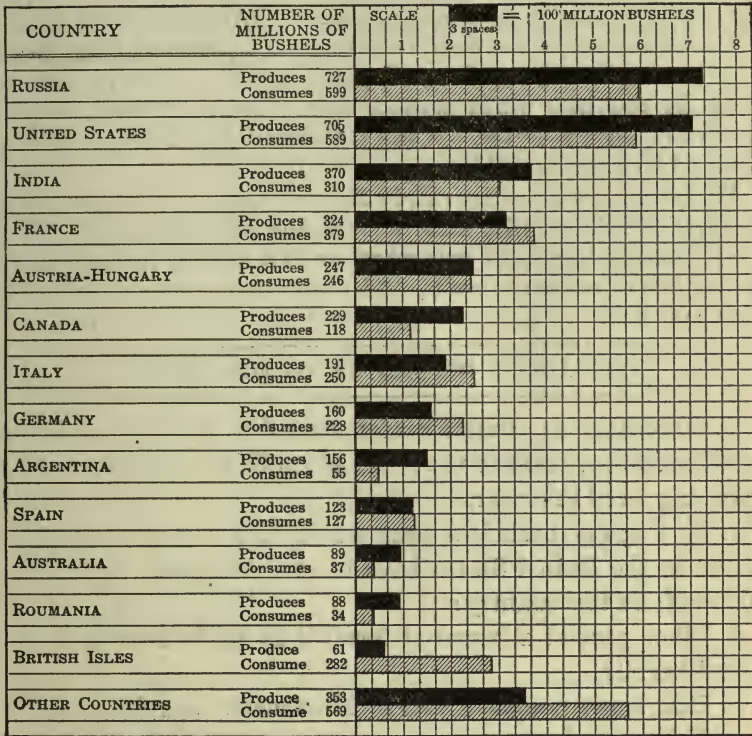 COUNTRY
NUMBER OF
MILLIONS OF
BUSHELS
SCALE
3 spaces
= 100 MILLION BUSHELS
1 2 3 4 5 6 7 8
RUSSIA
Produces 727
Consumes 599
UNITED STATES
Produces 705
Consumes 589
INDIA
Produces 370
Consumes 310
FRANCE
Produces 324
Consumes 379
AUSTRIA-HUNGARY
Produces 247
Consumes 246
CANADA
Produces 229
Consumes 118
ITALY
Produces 191
Consumes 250
GERMANY
Produces 160
Consumes 228
ARGENTINA
Produces 156
Consumes 55
SPAIN
Produces 123
Consumes 127
AUSTRALIA
Produces 89
Consumes 37
ROUMANIA
Produces 88
Consumes 34
BRITISH ISLES
Produce 61
Consume 282
OTHER COUNTRIES
Produce 353
Consume 569